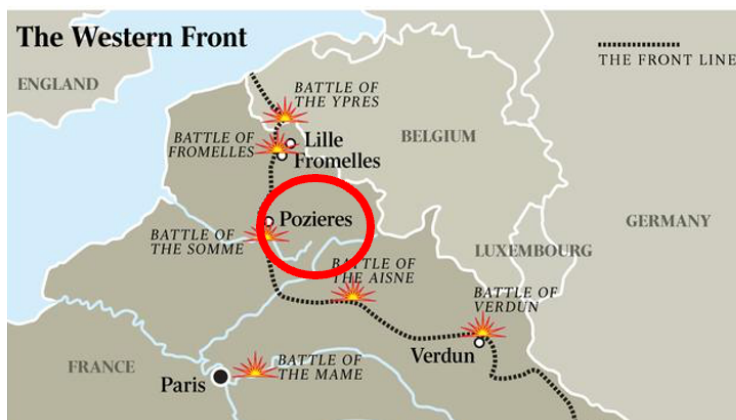 The Western Front
THE FRONT LINE
ENGLAND
BATTLE OF
THE YPRES
BATTLE OF
FROMELLES
Lille
Fromelles
BELGIUM
Pozieres
BATTLE OF
THE SOMME
GERMANY
LUXEMBOURG
BATTLE OF
THE AISNE
BATTLE OF
VERDUN
Verdun
FRANCE
Paris
BATTLE OF
THE MAME